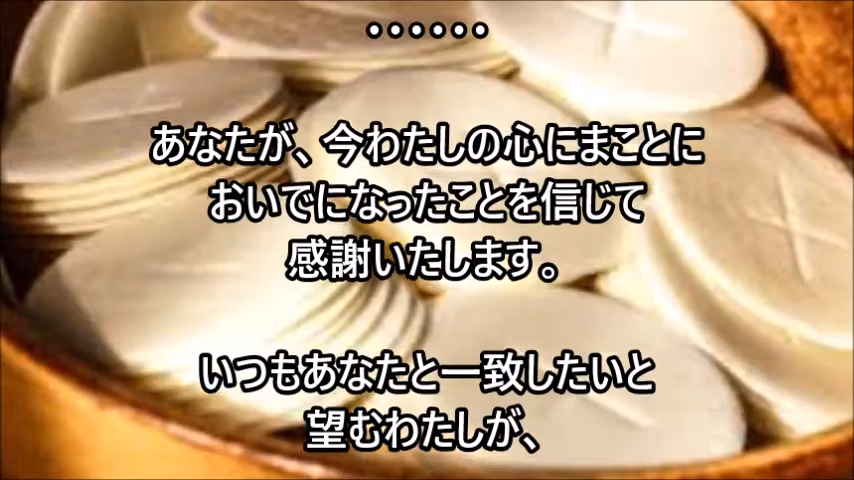 ••••••
あなたが、今わたしの心にまことに
おいでになったことを信じて
感謝いたします。
いつもあなたと一致したいと
望むわたしが、